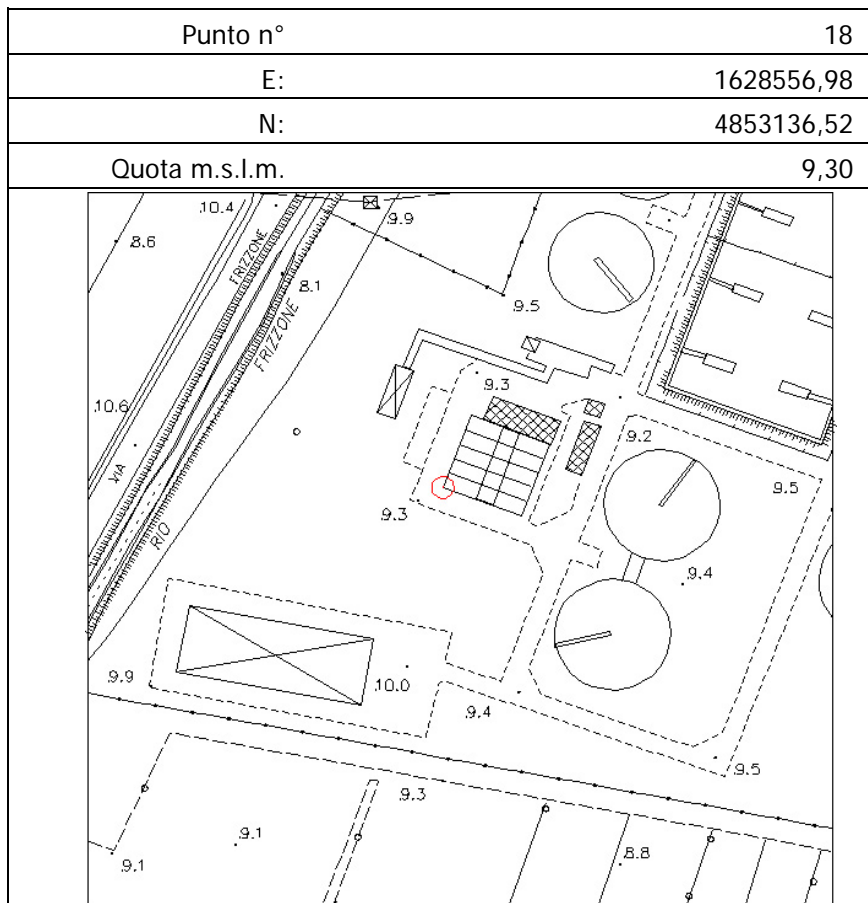 Punto n° 18
E: 1628556,98
N: 4853136,52
Quota m.s.l.m. 9,30
10.4
9.9
8.6
FRIZZONE
8.1
9.5
FRIZZONE
9.3
10.6
9.2
VIA
9.5
9.3
RIO
9.4
9.9
10.0
9.4
9.5
9.3
9.1
8.8
9.1